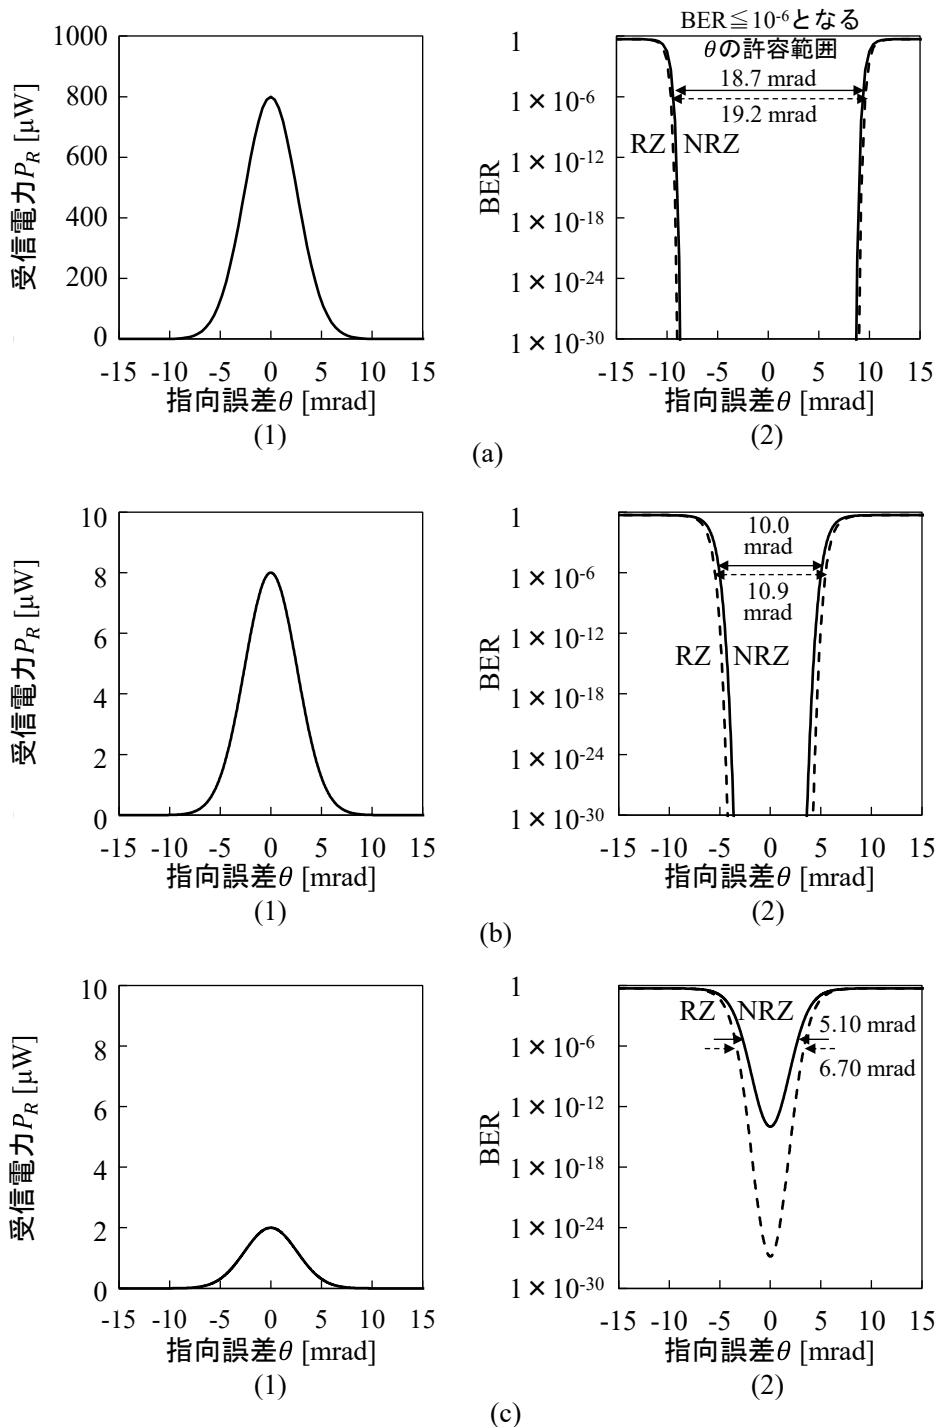 BER≦10⁻⁶となる
θの許容範囲
1000
800
600
400
200
0
受信電力P_R [μW]
-15 -10 -5 0 5 10 15
指向誤差θ [mrad]
(1)
1
1×10⁻⁶
1×10⁻¹²
1×10⁻¹⁸
1×10⁻²⁴
1×10⁻³⁰
BER
18.7 mrad
19.2 mrad
RZ NRZ
-15 -10 -5 0 5 10 15
指向誤差θ [mrad]
(2)
(a)
10
8
6
4
2
0
受信電力P_R [μW]
-15 -10 -5 0 5 10 15
指向誤差θ [mrad]
(1)
1
1×10⁻⁶
1×10⁻¹²
1×10⁻¹⁸
1×10⁻²⁴
1×10⁻³⁰
BER
10.0
mrad
10.9
mrad
RZ NRZ
-15 -10 -5 0 5 10 15
指向誤差θ [mrad]
(2)
(b)
10
8
6
4
2
0
受信電力P_R [μW]
-15 -10 -5 0 5 10 15
指向誤差θ [mrad]
(1)
1
1×10⁻⁶
1×10⁻¹²
1×10⁻¹⁸
1×10⁻²⁴
1×10⁻³⁰
BER
RZ NRZ
5.10 mrad
6.70 mrad
-15 -10 -5 0 5 10 15
指向誤差θ [mrad]
(2)
(c)